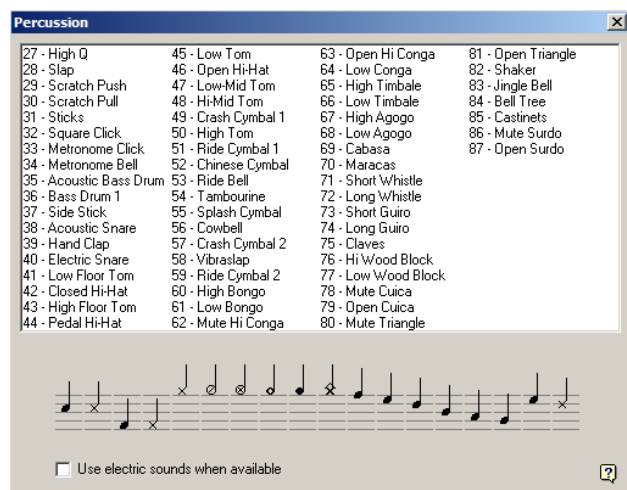 Percussion
27 - High Q
28 - Slap
29 - Scratch Push
30 - Scratch Pull
31 - Sticks
32 - Square Click
33 - Metronome Click
34 - Metronome Bell
35 - Acoustic Bass Drum
36 - Bass Drum 1
37 - Side Stick
38 - Acoustic Snare
39 - Hand Clap
40 - Electric Snare
41 - Low Floor Tom
42 - Closed Hi-Hat
43 - High Floor Tom
44 - Pedal Hi-Hat
45 - Low Tom
46 - Open Hi-Hat
47 - Low-Mid Tom
48 - Hi-Mid Tom
49 - Crash Cymbal 1
50 - High Tom
51 - Ride Cymbal 1
52 - Chinese Cymbal
53 - Ride Bell
54 - Tambourine
55 - Splash Cymbal
56 - Cowbell
57 - Crash Cymbal 2
58 - Vibraslap
59 - Ride Cymbal 2
60 - High Bongo
61 - Low Bongo
62 - Mute Hi Conga
63 - Open Hi Conga
64 - Low Conga
65 - High Timbale
66 - Low Timbale
67 - High Agogo
68 - Low Agogo
69 - Cabasa
70 - Maracas
71 - Short Whistle
72 - Long Whistle
73 - Short Guiro
74 - Long Guiro
75 - Claves
76 - Hi Wood Block
77 - Low Wood Block
78 - Mute Cuica
79 - Open Cuica
80 - Mute Triangle
81 - Open Triangle
82 - Shaker
83 - Jingle Bell
84 - Bell Tree
85 - Castinets
86 - Mute Surdo
87 - Open Surdo
Use electric sounds when available
?